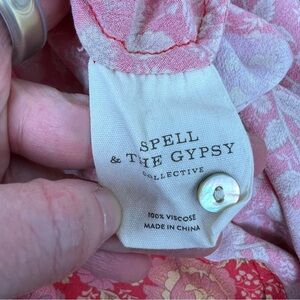 SPELL
& THE GYPSY
COLLECTIVE
100% VISCOSE
MADE IN CHINA